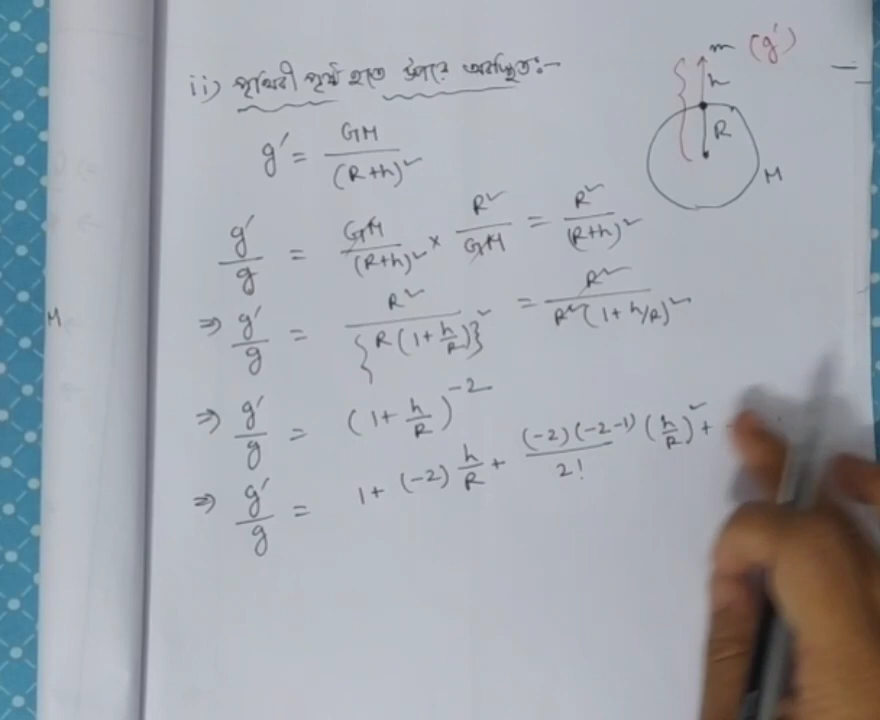 ii) পৃথিবী পৃষ্ঠ হতে উপরে অবস্থিত:-
m (g')
h
R
M
g' = GM/(R+h)²
g'/g = GM/(R+h)² × R²/GM = R²/(R+h)²
⇒ g'/g = R²/{R(1+h/R)}² = R²/R²(1+h/R)²
⇒ g'/g = (1+h/R)⁻²
⇒ g'/g = 1+(-2)h/R + (-2)(-2-1)/2! (h/R)² +
M